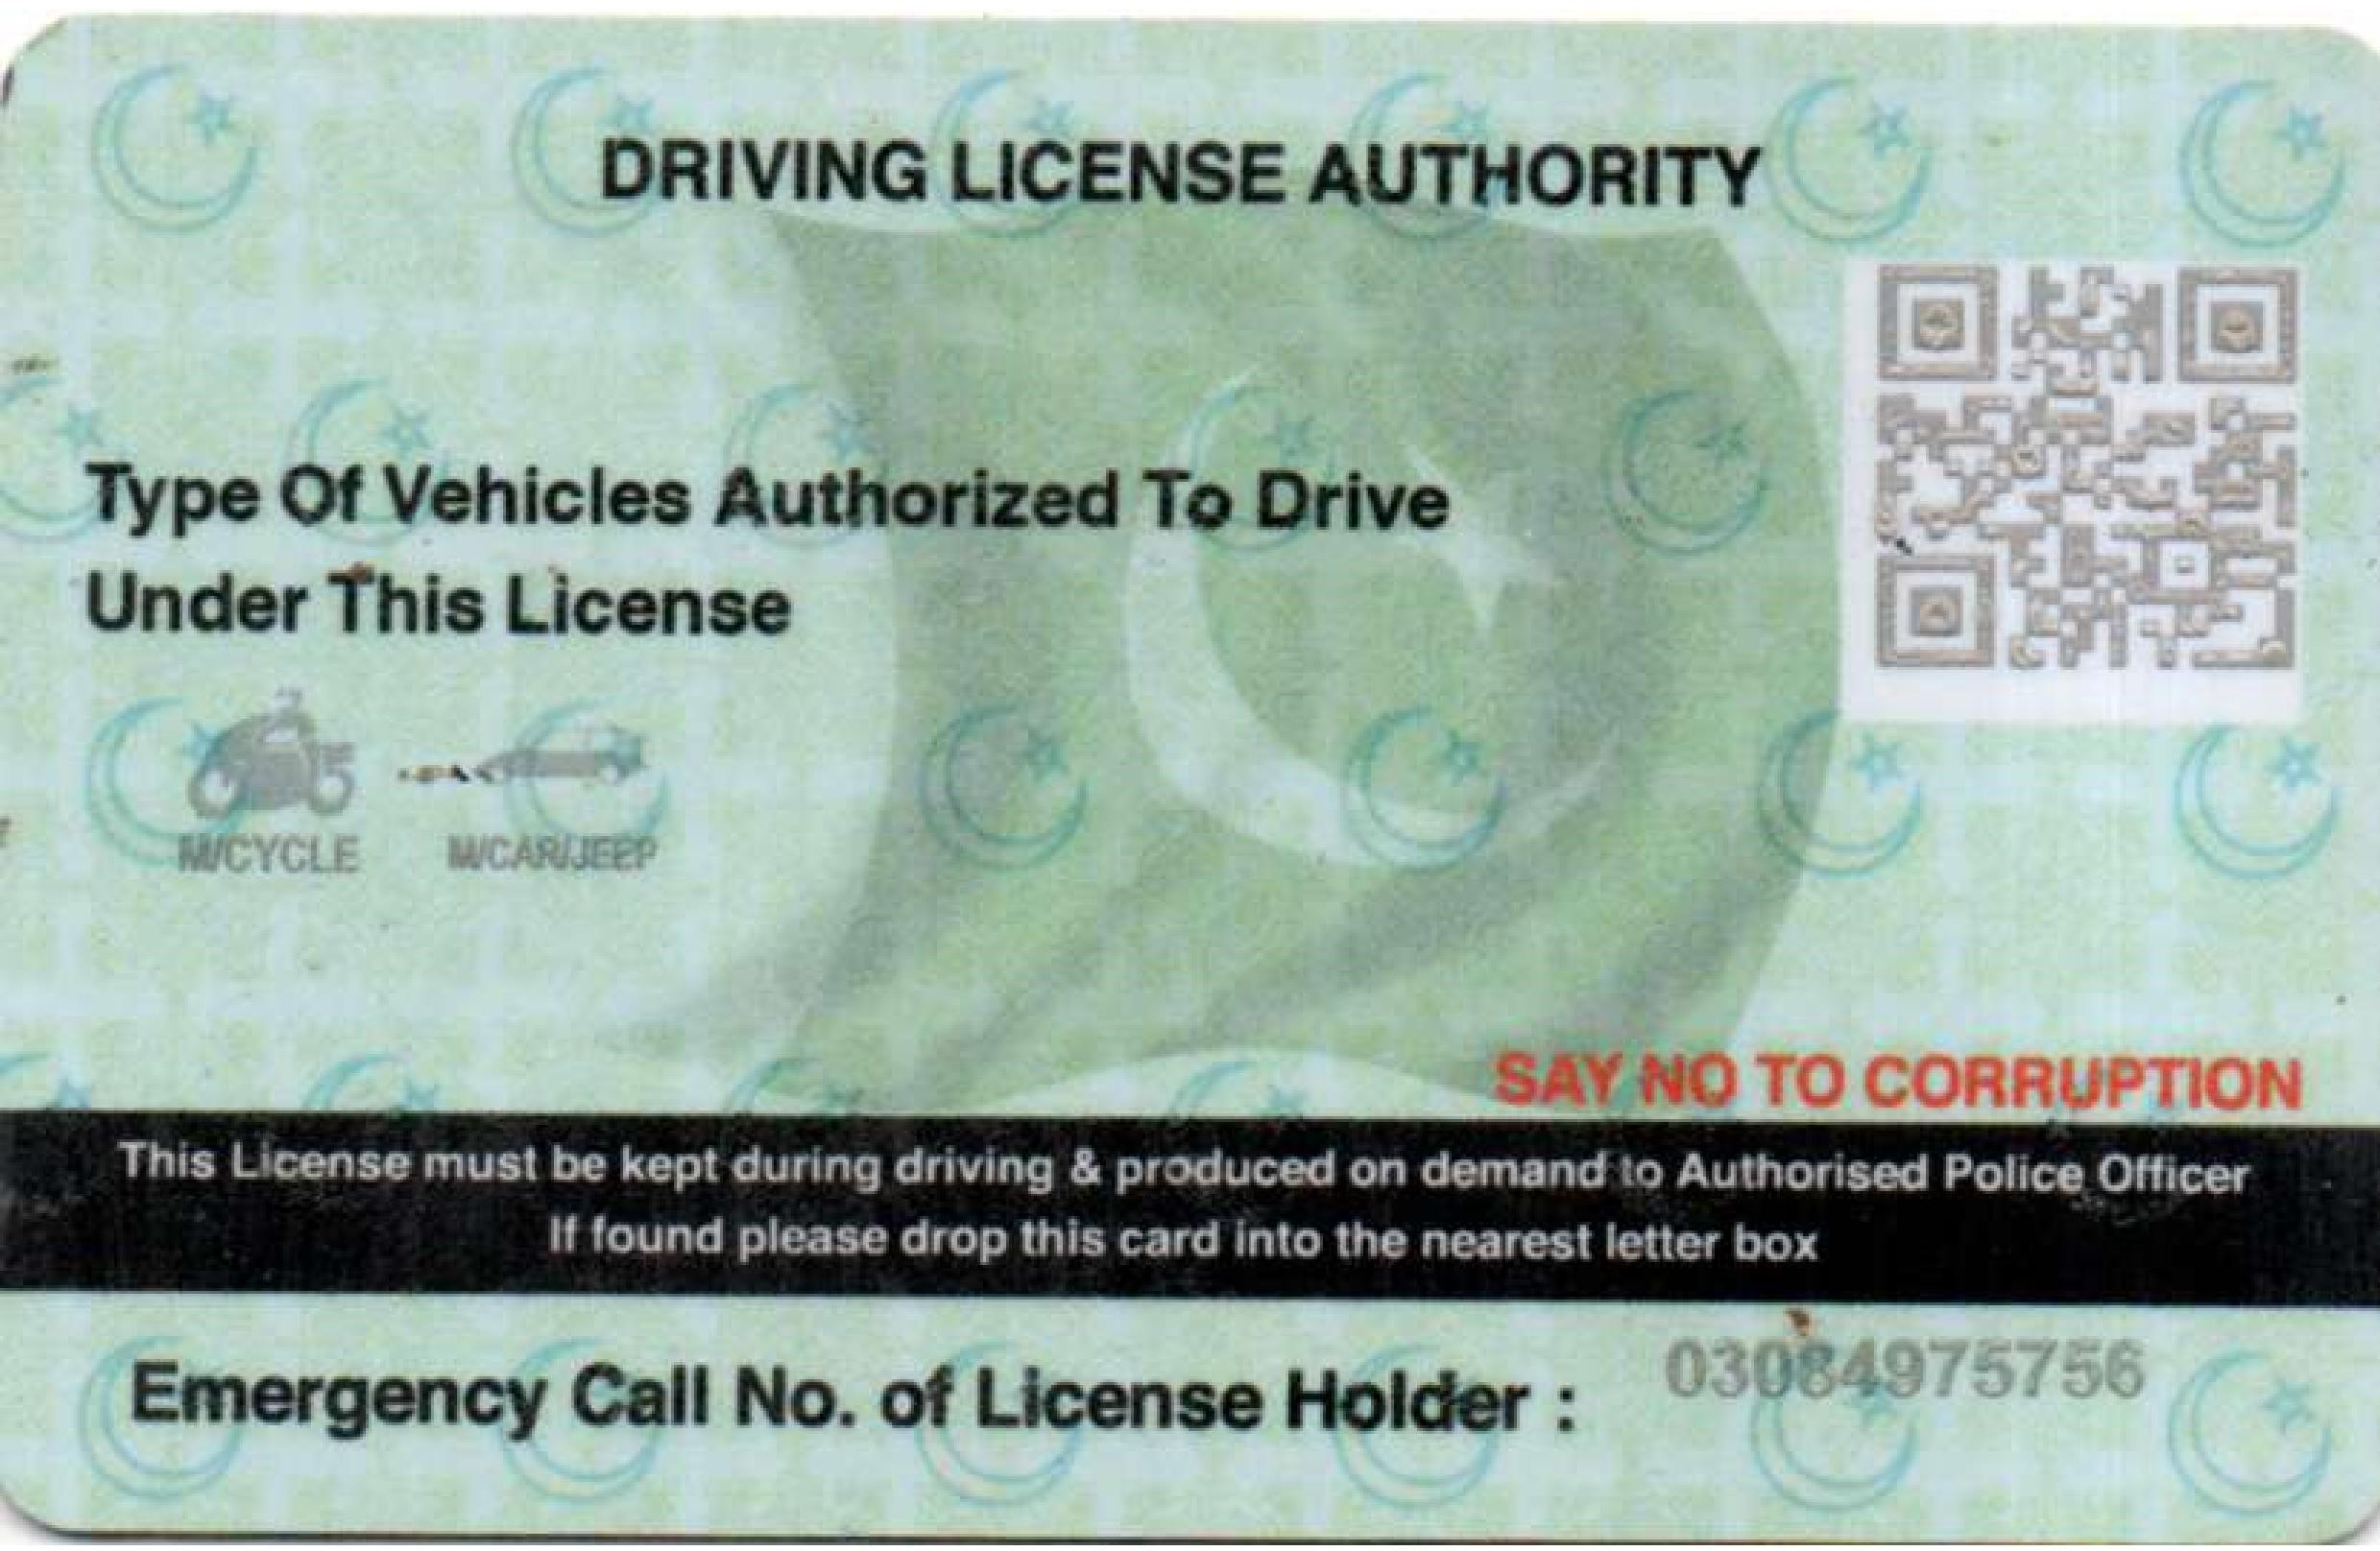 DRIVING LICENSE AUTHORITY
Type Of Vehicles Authorized To Drive
Under This License
M/CYCLE M/CAR/JEEP
SAY NO TO CORRUPTION
This License must be kept during driving & produced on demand to Authorised Police Officer
If found please drop this card into the nearest letter box
Emergency Call No. of License Holder : 03084975756